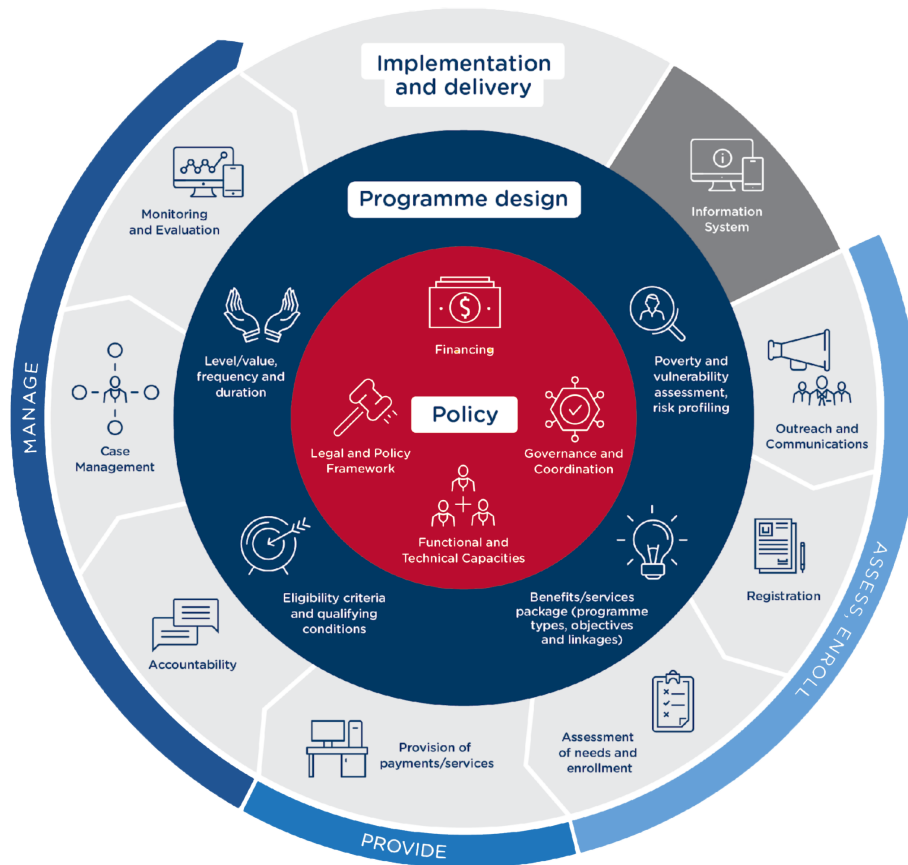 Implementation
and delivery
Information
System
Outreach and
Communications
Registration
Assessment
of needs and
enrollment
Provision of
payments/services
Accountability
Case
Management
Monitoring
and Evaluation
Programme design
Poverty and
vulnerability
assessment,
risk profiling
Benefits/services
package (programme
types, objectives
and linkages)
Eligibility criteria
and qualifying
conditions
Level/value,
frequency and
duration
Policy
Financing
Governance and
Coordination
Functional and
Technical Capacities
Legal and Policy
Framework
ASSESS, ENROLL
PROVIDE
MANAGE